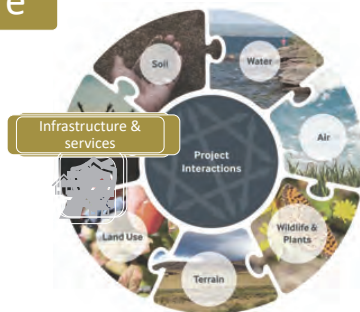 e
Soil
Water
Infrastructure &
services
Air
Project
Interactions
Land Use
Wildlife &
Plants
Terrain